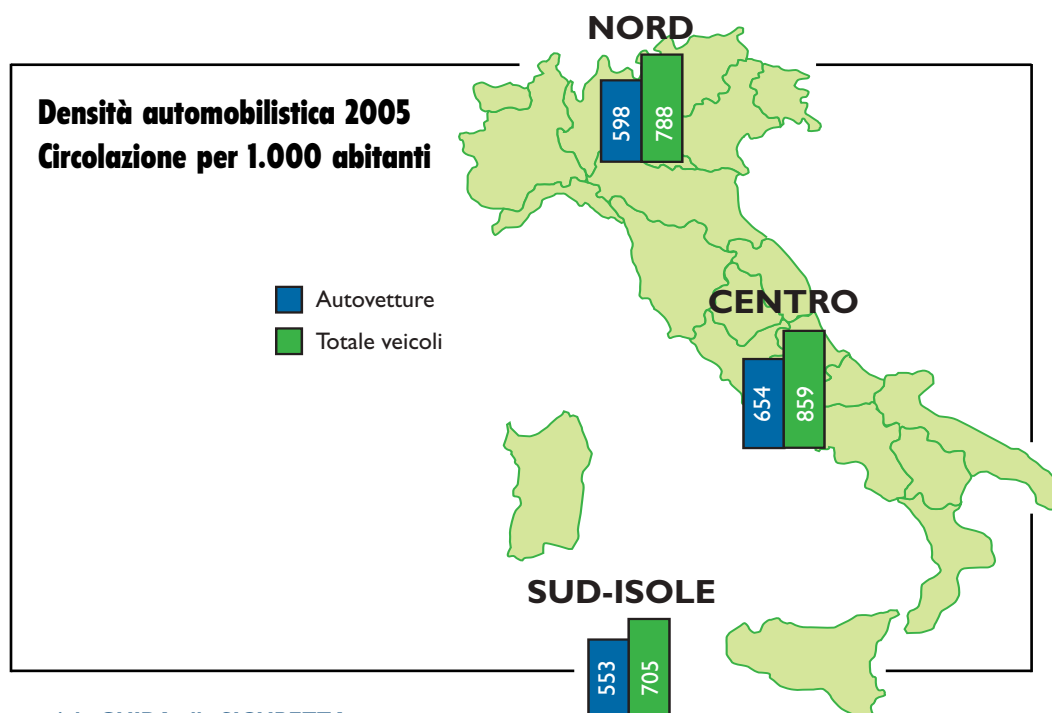 NORD
Densità automobilistica 2005
Circolazione per 1.000 abitanti
598
788
Autovetture
Totale veicoli
CENTRO
654
859
SUD-ISOLE
553
705